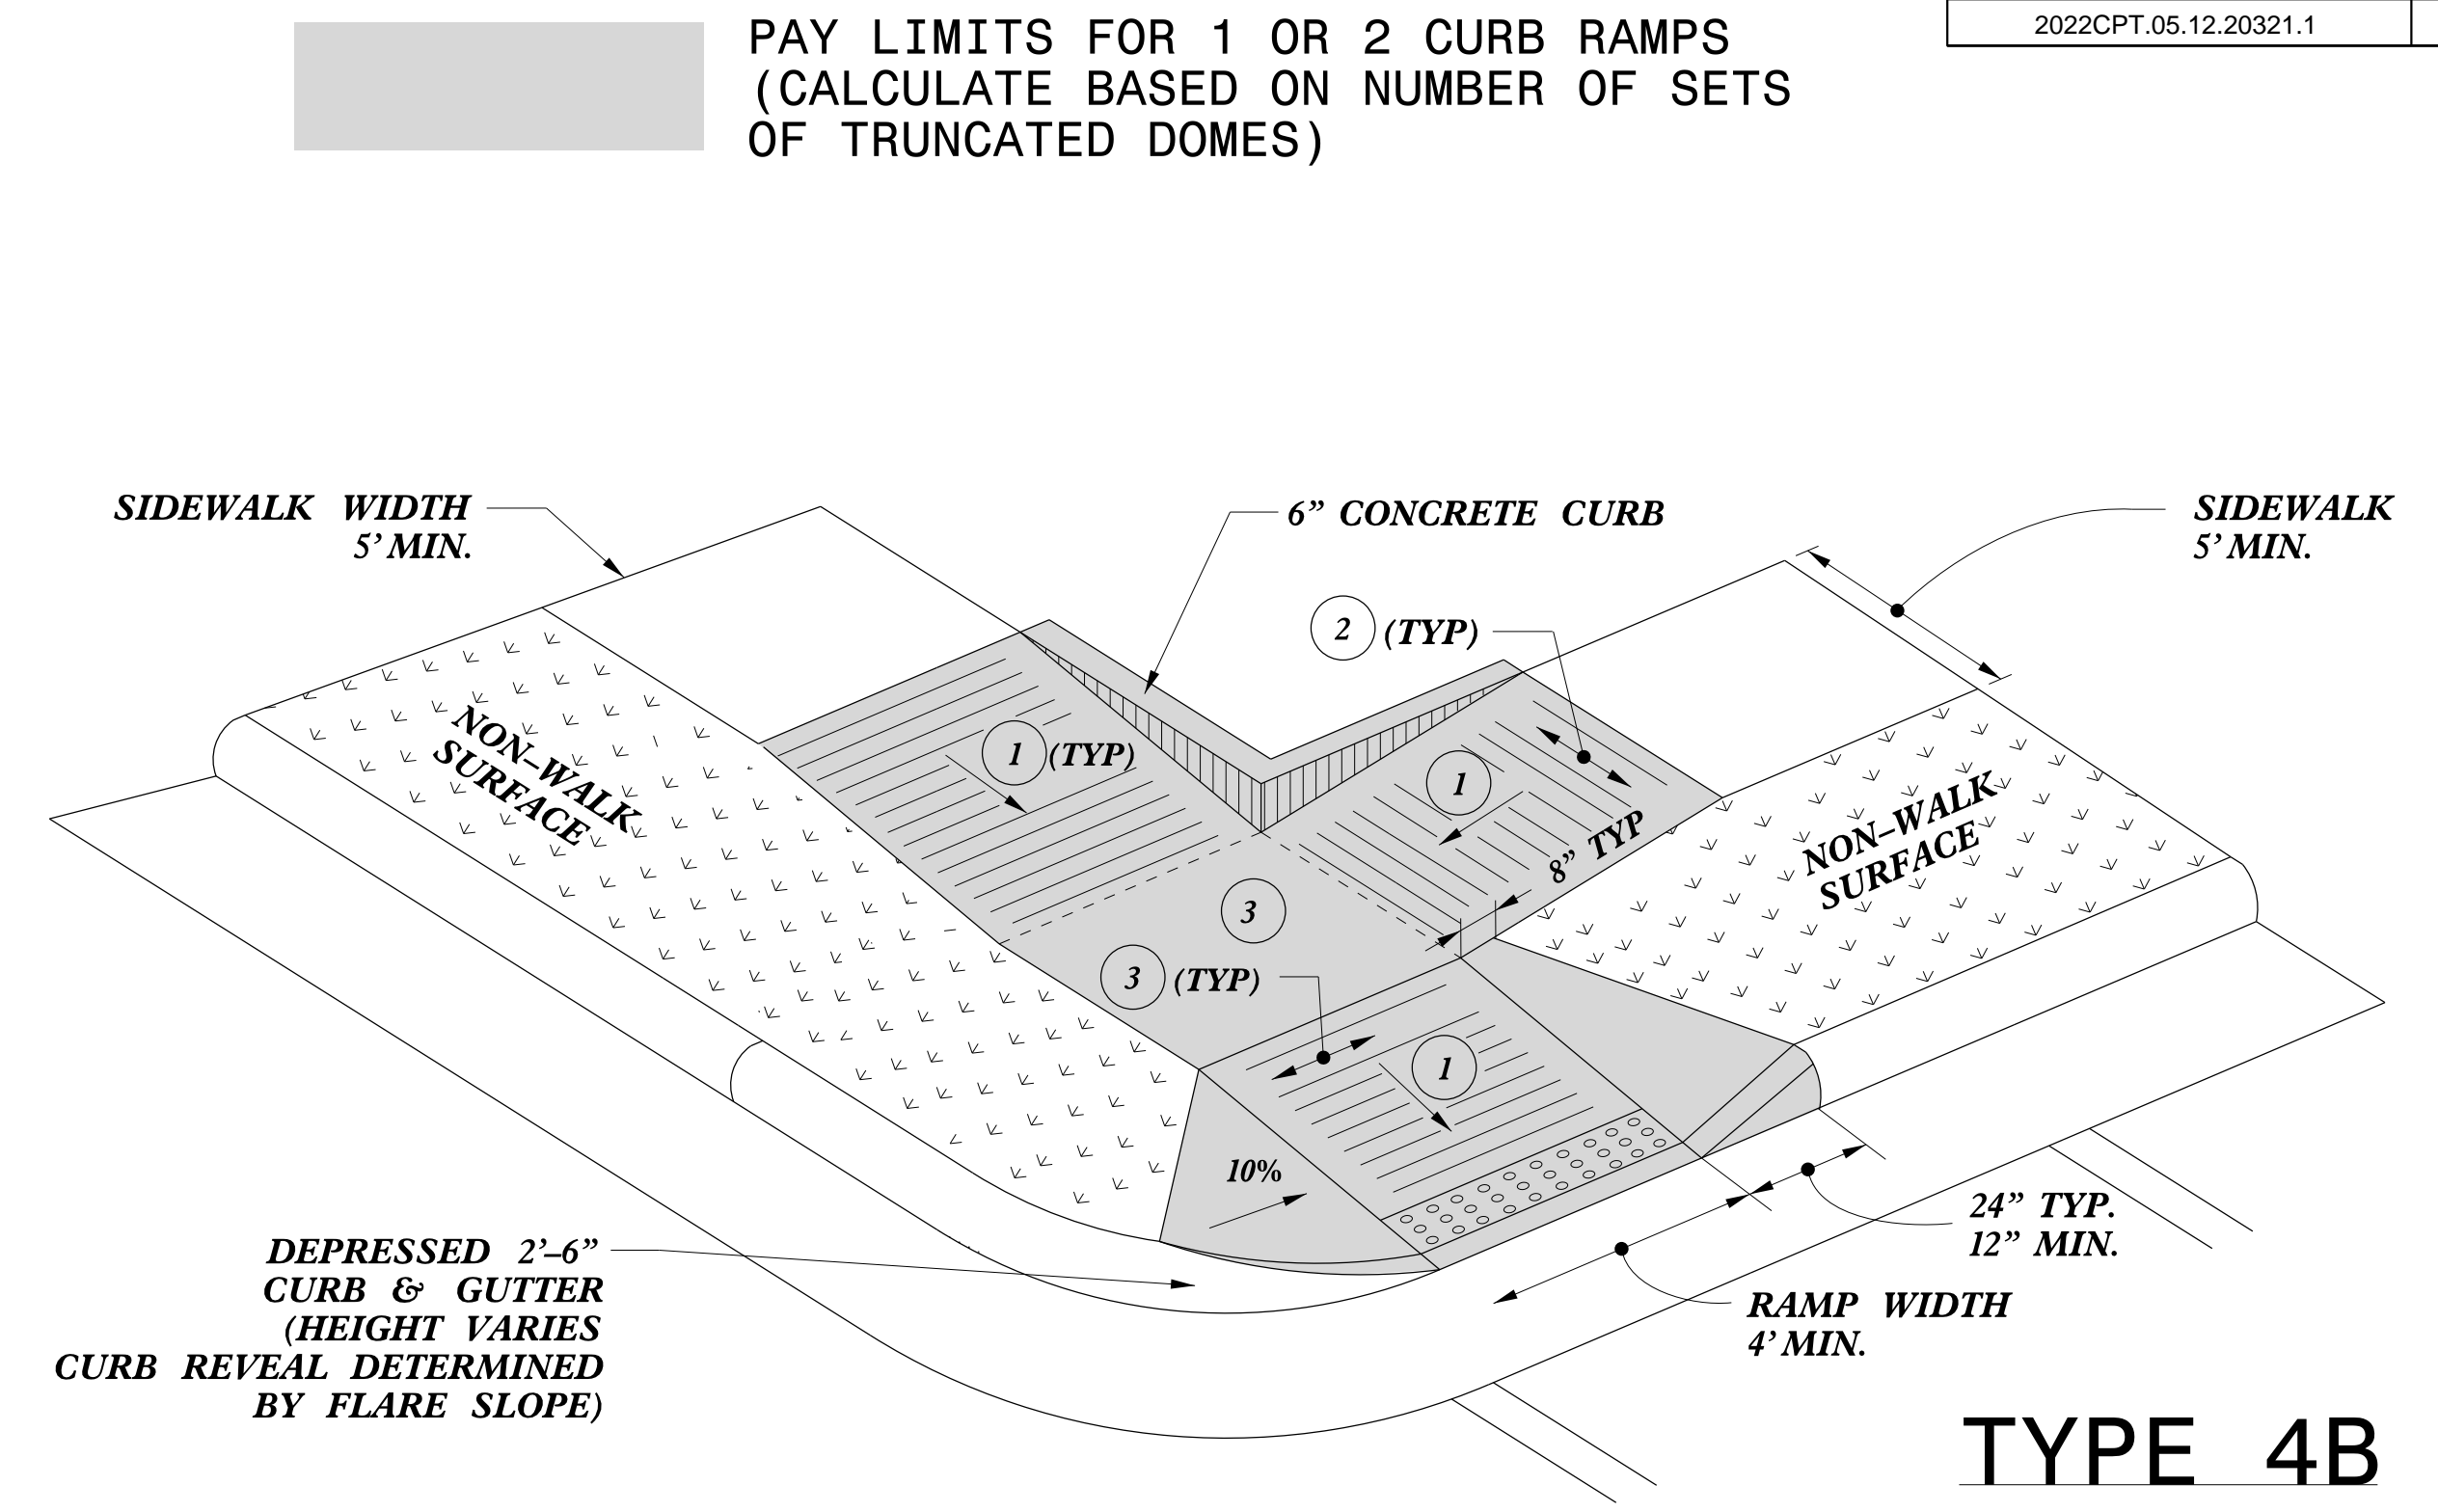 PAY LIMITS FOR 1 OR 2 CURB RAMPS
(CALCULATE BASED ON NUMBER OF SETS
OF TRUNCATED DOMES)
2022CPT.05.12.20321.1
SIDEWALK WIDTH
5’ MIN.
6” CONCRETE CURB
SIDEWALK
5’ MIN.
2 (TYP)
NON–WALK
SURFACE
1 (TYP)
1
8” TYP
NON–WALK
SURFACE
3
3 (TYP)
1
10%
24” TYP.
12” MIN.
DEPRESSED 2’–6”
CURB & GUTTER
(HEIGHT VARIES
CURB REVEAL DETERMINED
BY FLARE SLOPE)
RAMP WIDTH
4’ MIN.
TYPE 4B